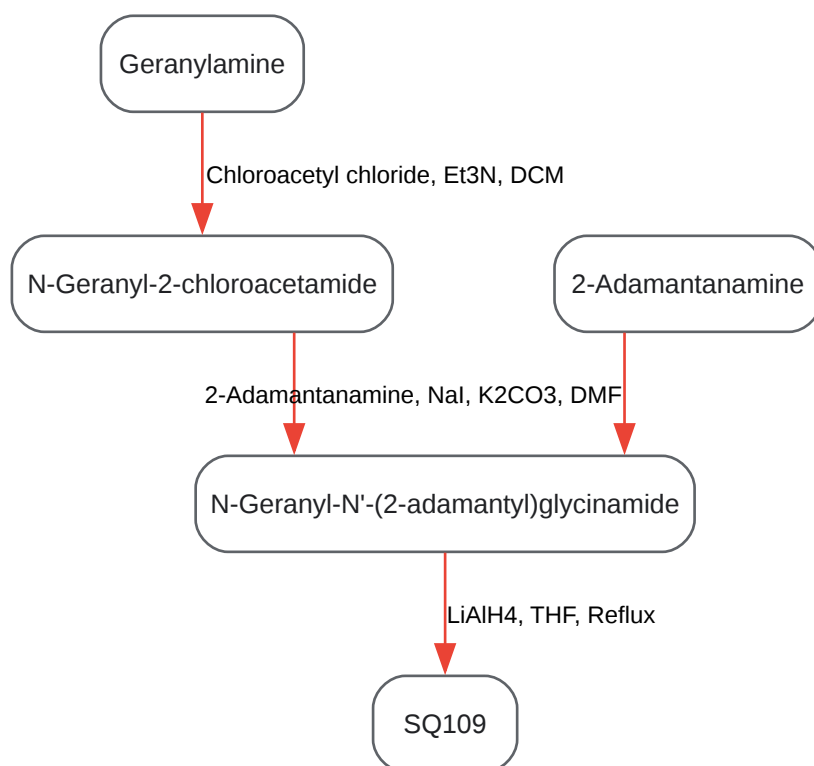 Geranylamine
Chloroacetyl chloride, Et3N, DCM
N-Geranyl-2-chloroacetamide
2-Adamantanamine
2-Adamantanamine, NaI, K2CO3, DMF
N-Geranyl-N'-(2-adamantyl)glycinamide
LiAlH4, THF, Reflux
SQ109